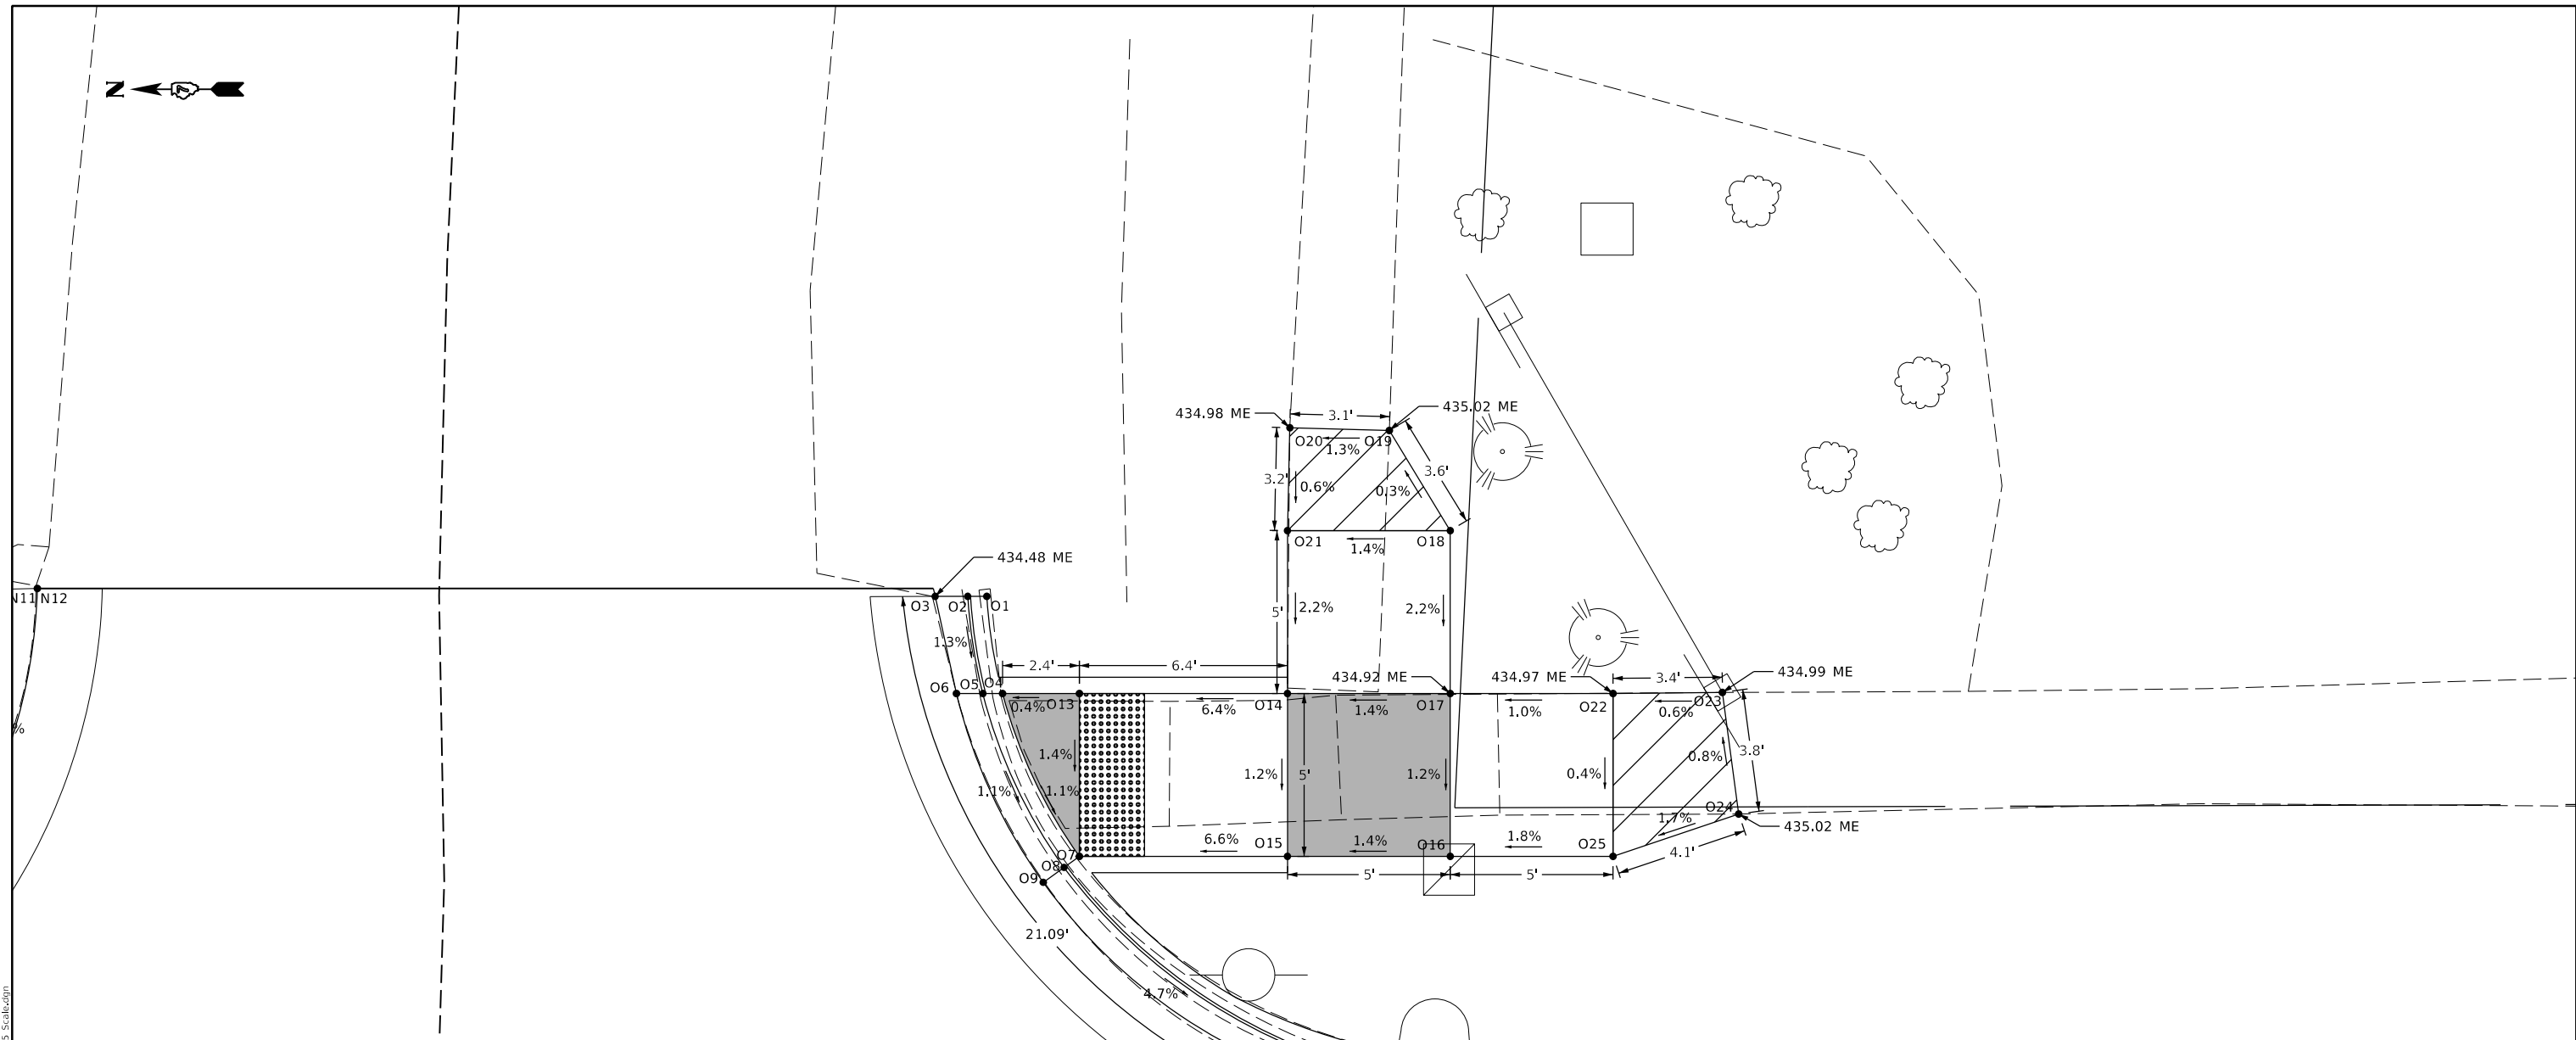 N
434.98 ME
3.1'
435.02 ME
O20
O19
1.3%
3.2'
0.6%
0.3%
3.6'
O21
1.4%
O18
434.48 ME
N11
N12
O3
O2
O1
5'
2.2%
2.2%
1.3%
2.4'
6.4'
434.92 ME
434.97 ME
3.4'
434.99 ME
O6
O5
O4
0.4%
O13
6.4%
O14
1.4%
O17
1.0%
O22
0.6%
O23
%
1.4%
1.2%
5'
1.2%
0.4%
0.8%
3.8'
1.1%
1.1%
O24
1.7%
435.02 ME
6.6%
O15
1.4%
O16
1.8%
O25
4.1'
O7
O8
O9
5'
5'
21.09'
4.7%
5 Scale.dgn